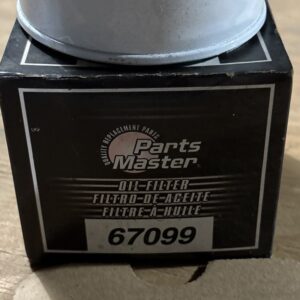 QUALITY REPLACEMENT PARTS
Parts
Master
OIL-FILTER
FILTRO-DE-ACEITE
FILTRE-À-HUILE
67099